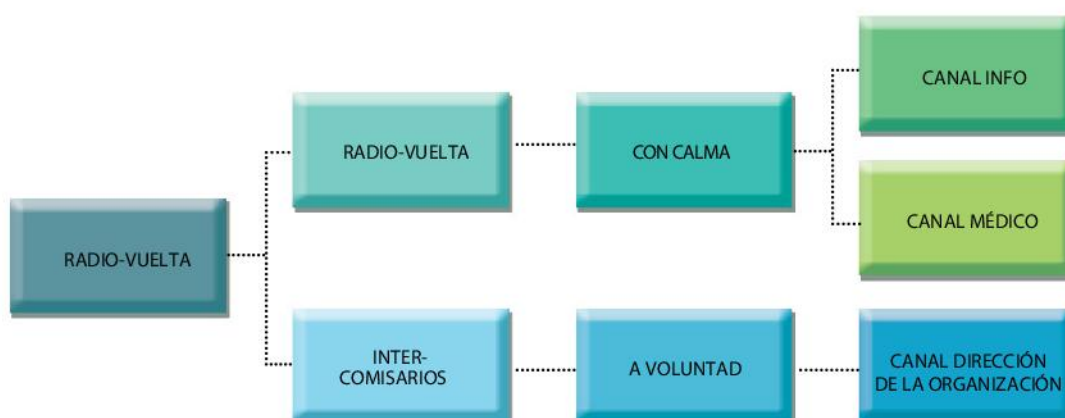 CANAL INFO
RADIO-VUELTA
CON CALMA
CANAL MÉDICO
RADIO-VUELTA
INTER-
COMISARIOS
A VOLUNTAD
CANAL DIRECCIÓN
DE LA ORGANIZACIÓN